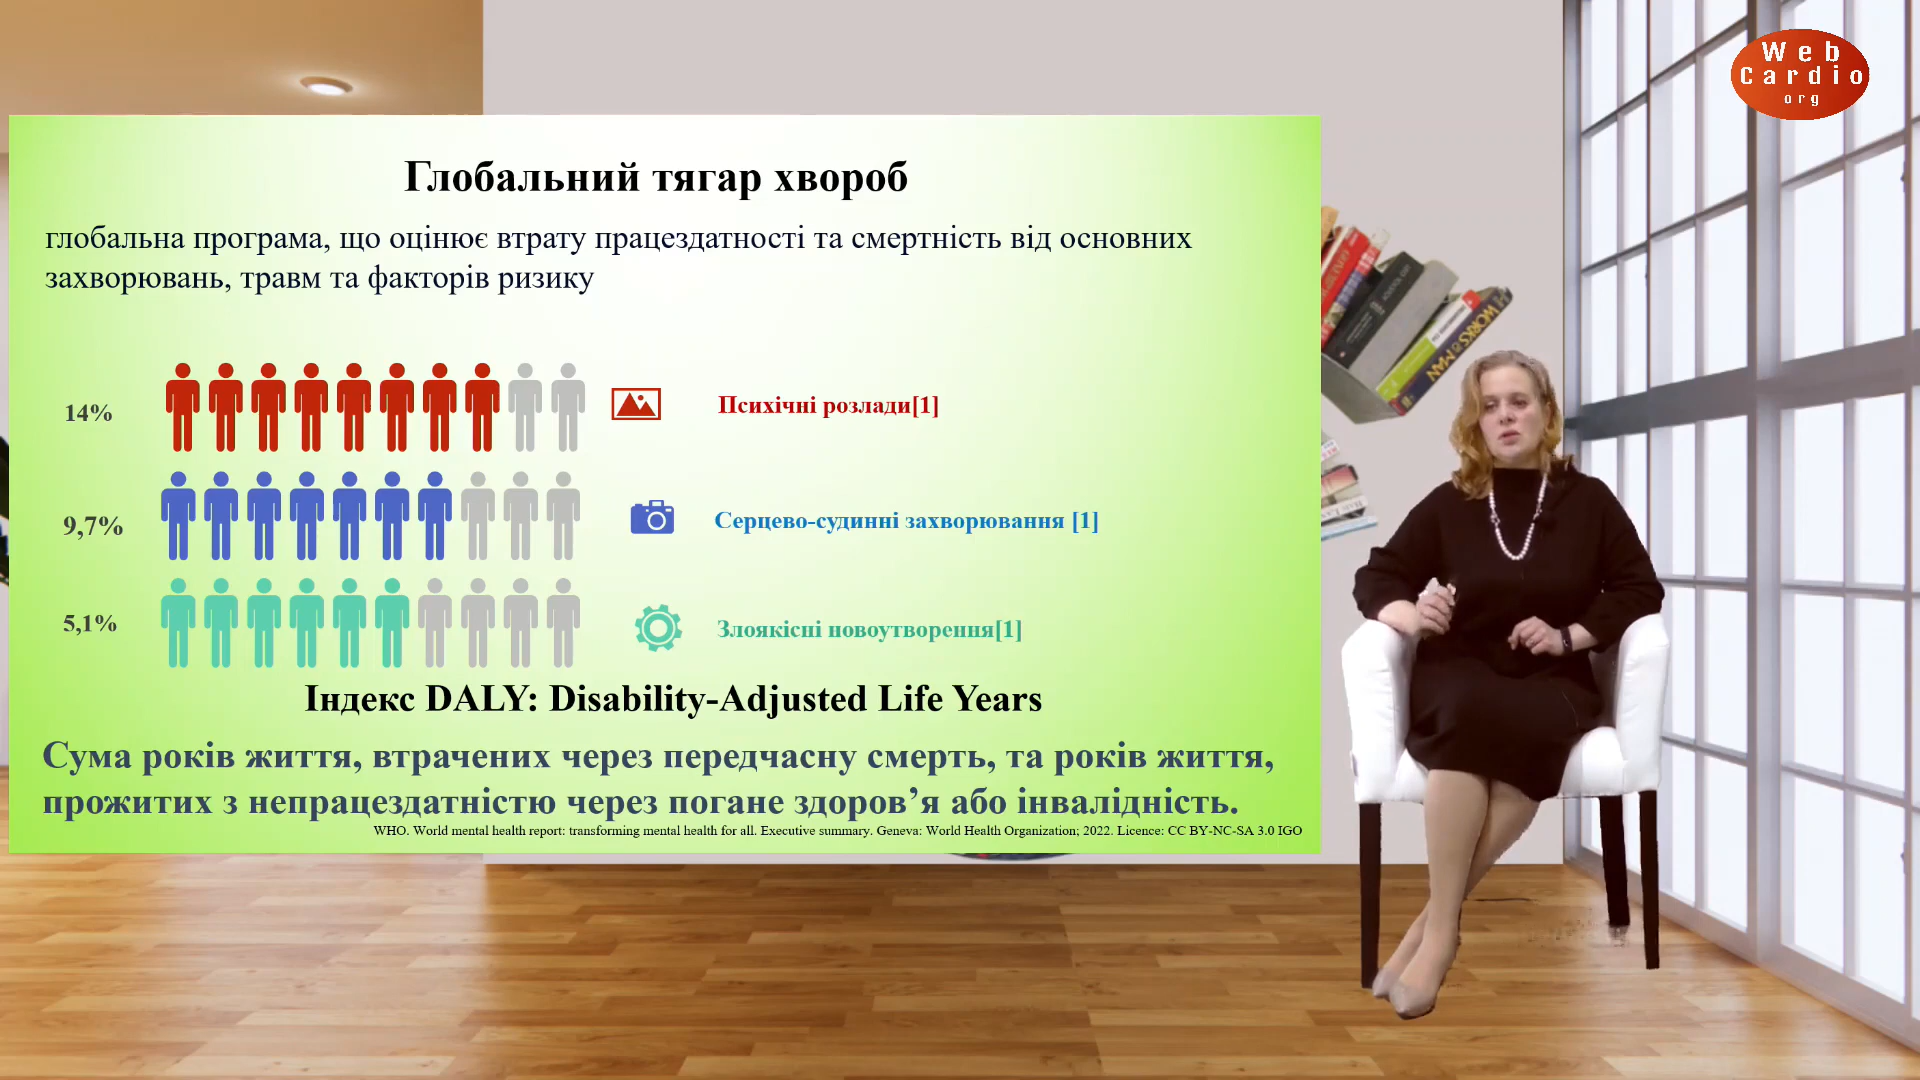 Web
Cardio
org
Глобальний тягар хвороб
глобальна програма, що оцінює втрату працездатності та смертність від основних
захворювань, травм та факторів ризику
14%
Психічні розлади[1]
9,7%
Серцево-судинні захворювання [1]
5,1%
Злоякісні новоутворення[1]
Індекс DALY: Disability-Adjusted Life Years
Сума років життя, втрачених через передчасну смерть, та років життя,
прожитих з непрацездатністю через погане здоров’я або інвалідність.
WHO. World mental health report: transforming mental health for all. Executive summary. Geneva: World Health Organization; 2022. Licence: CC BY-NC-SA 3.0 IGO
WORKS MAN